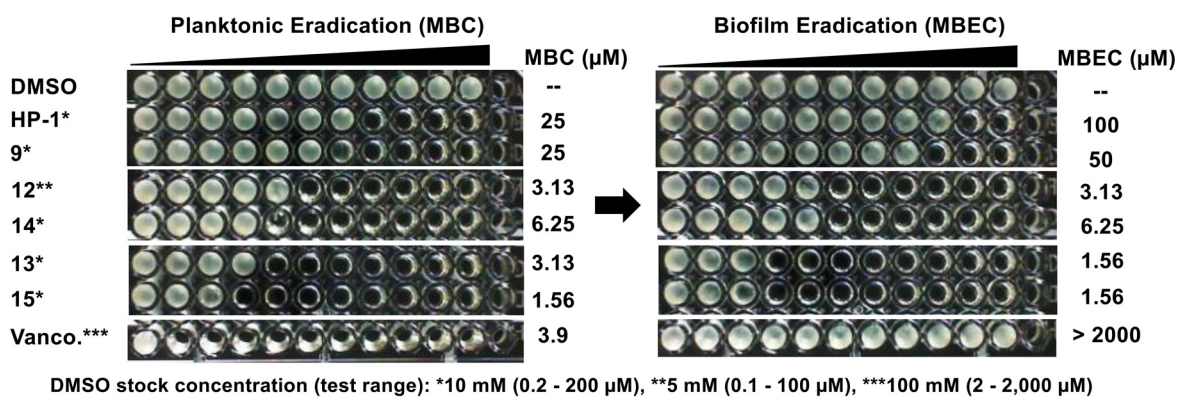 Planktonic Eradication (MBC) Biofilm Eradication (MBEC)
MBC (µM) MBEC (µM)
DMSO -- --
HP-1* 25 100
9* 25 50
12** 3.13 3.13
14* 6.25 6.25
13* 3.13 1.56
15* 1.56 1.56
Vanco.*** 3.9 > 2000
DMSO stock concentration (test range): *10 mM (0.2 - 200 µM), **5 mM (0.1 - 100 µM), ***100 mM (2 - 2,000 µM)